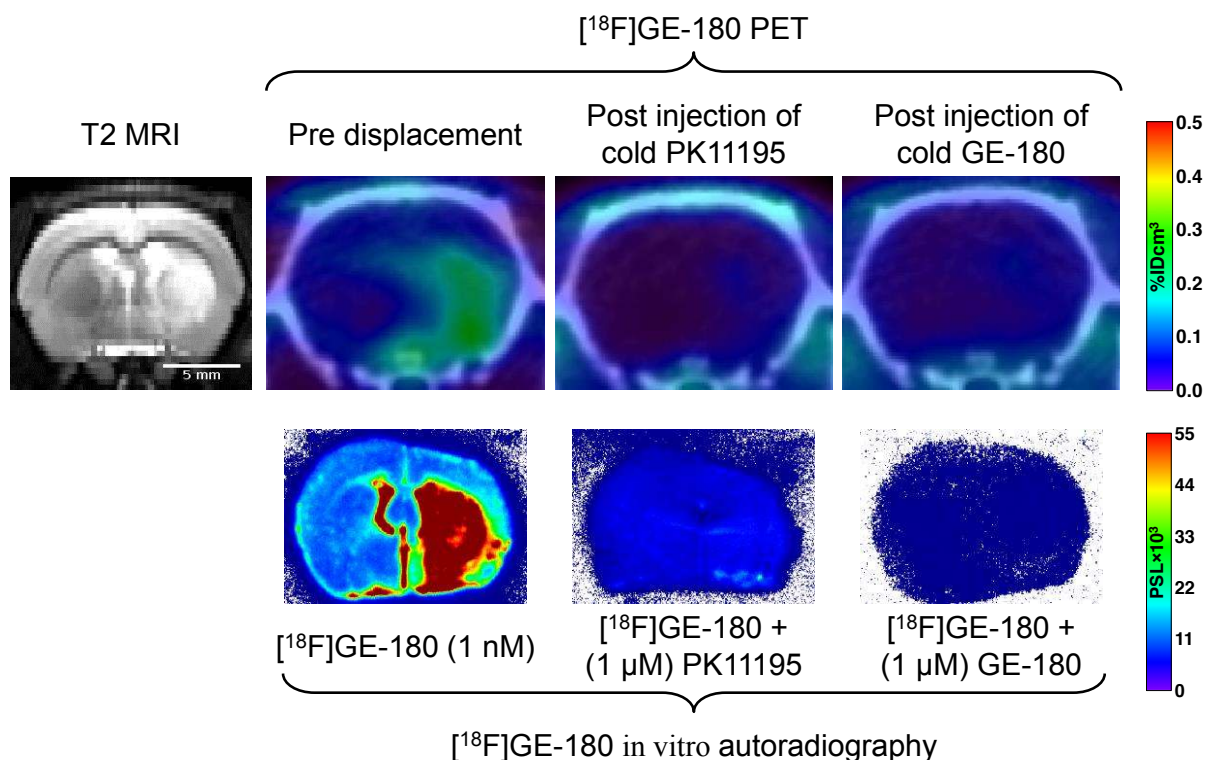 [¹⁸F]GE-180 PET
T2 MRI
Pre displacement
Post injection of
cold PK11195
Post injection of
cold GE-180
5 mm
%IDcm³
0.5
0.4
0.3
0.2
0.1
0.0
PSL×10³
55
44
33
22
11
0
[¹⁸F]GE-180 (1 nM)
[¹⁸F]GE-180 +
(1 µM) PK11195
[¹⁸F]GE-180 +
(1 µM) GE-180
[¹⁸F]GE-180 in vitro autoradiography